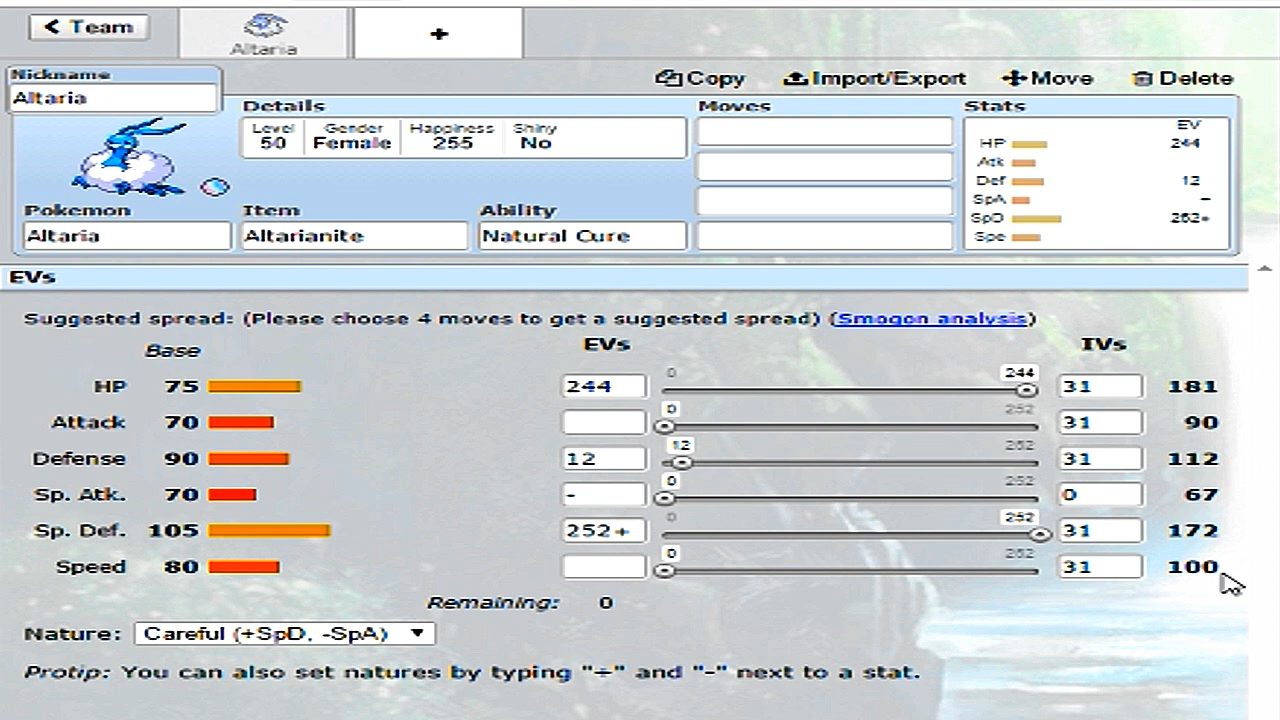 Team
Altaria
+
Nickname
Altaria
Copy Import/Export Move Delete
Details
Level Gender Happiness Shiny
50 Female 255 No
Moves
Stats
EV
HP 244
Atk
Def 12
SpA -
SpD 252+
Spe
Pokemon Item Ability
Altaria Altarianite Natural Cure
EVs
Suggested spread: (Please choose 4 moves to get a suggested spread) (Smogon analysis)
Base EVs IVs
HP 75 244 0 244 31 181
Attack 70 0 252 31 90
Defense 90 12 12 252 31 112
Sp. Atk. 70 - 0 252 0 67
Sp. Def. 105 252+ 0 252 31 172
Speed 80 0 252 31 100
Remaining: 0
Nature: Careful (+SpD, -SpA)
Protip: You can also set natures by typing "+" and "-" next to a stat.